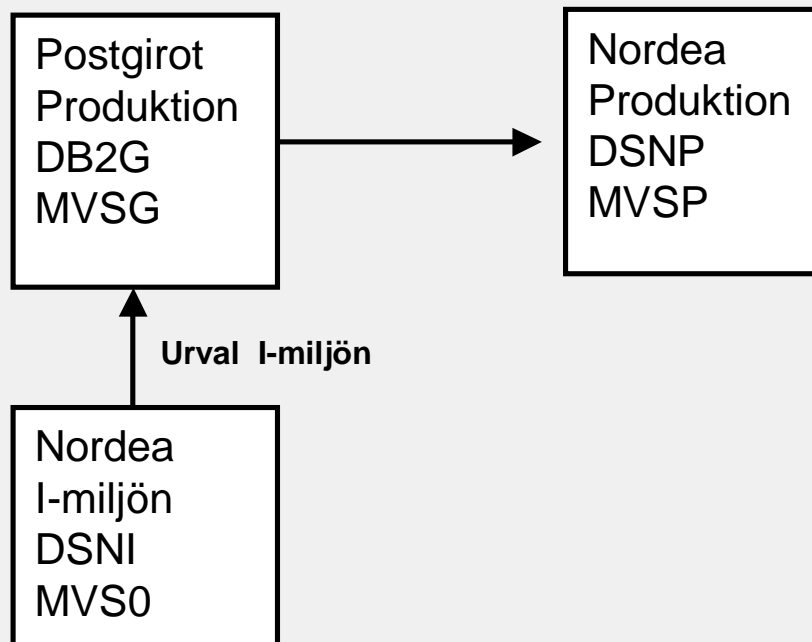 Postgirot
Produktion
DB2G
MVSG
Nordea
Produktion
DSNP
MVSP
Urval I-miljön
Nordea
I-miljön
DSNI
MVS0